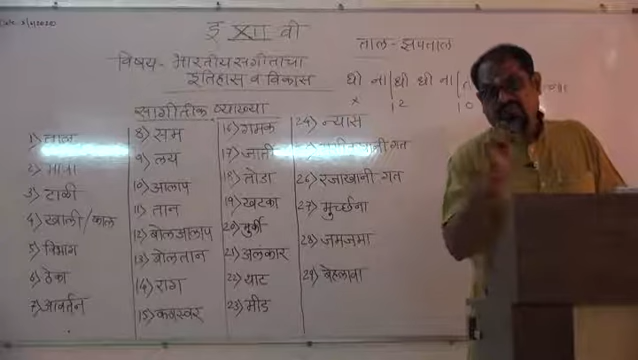 इ XII वी
ताल-झपताल
विषय- भारतीय संगीताचा
इतिहास व विकास
धी ना | धी धी ना |
x | 2 | 0
सांगीतीक व्याख्या
1) ताल
2) मात्रा
3) टाळी
4) खाली / काल
5) विभाग
6) ठेका
7) आवर्तन
8) सम
9) लय
10) आलाप
11) तान
12) बोलआलाप
13) बोलतान
14) राग
15) कणस्वर
16) गमक
17) जाती
18) तोडा
19) खटका
20) मुर्की
21) अलंकार
22) थाट
23) मींड
24) न्यास
गत
26) रजाखानी गत
27) मुर्च्छना
28) जमजमा
29) बेहलावा